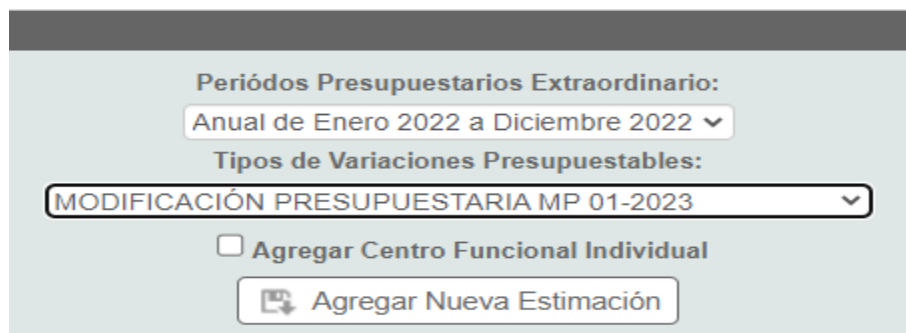 Periódos Presupuestarios Extraordinario:
Anual de Enero 2022 a Diciembre 2022
Tipos de Variaciones Presupuestables:
MODIFICACIÓN PRESUPUESTARIA MP 01-2023
Agregar Centro Funcional Individual
Agregar Nueva Estimación